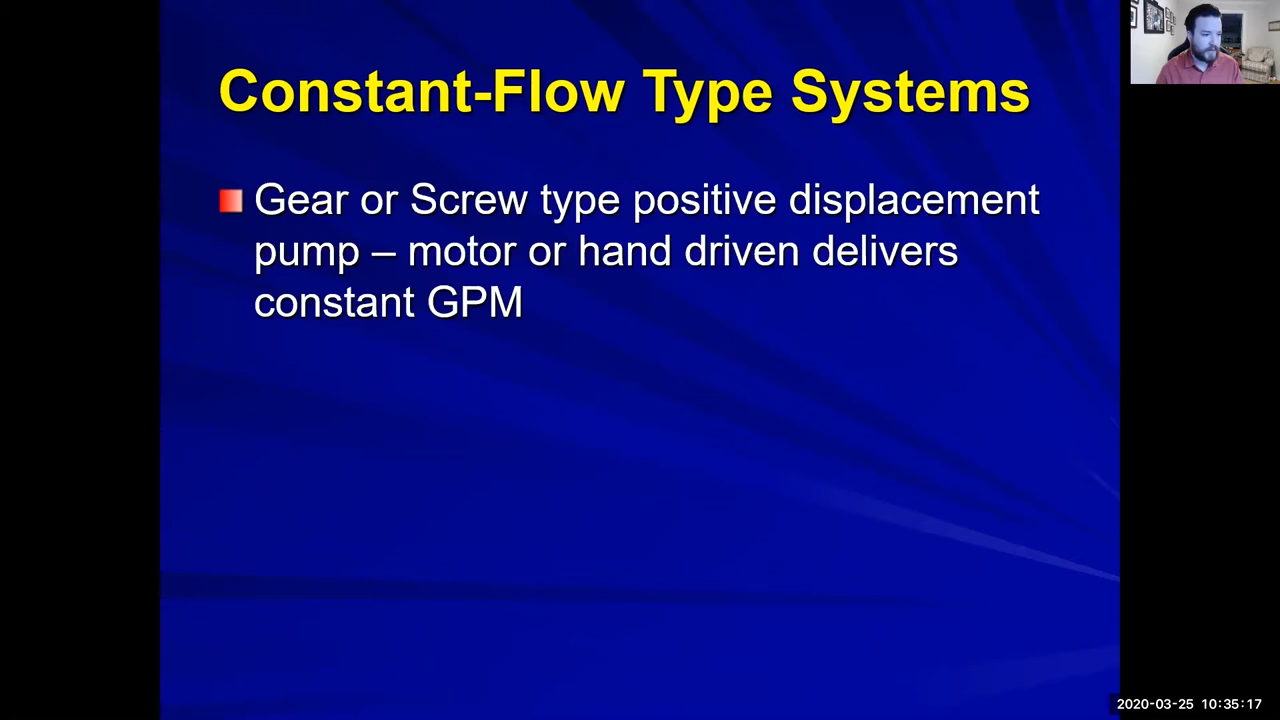 Constant-Flow Type Systems
Gear or Screw type positive displacement
pump – motor or hand driven delivers
constant GPM
2020-03-25 10:35:17